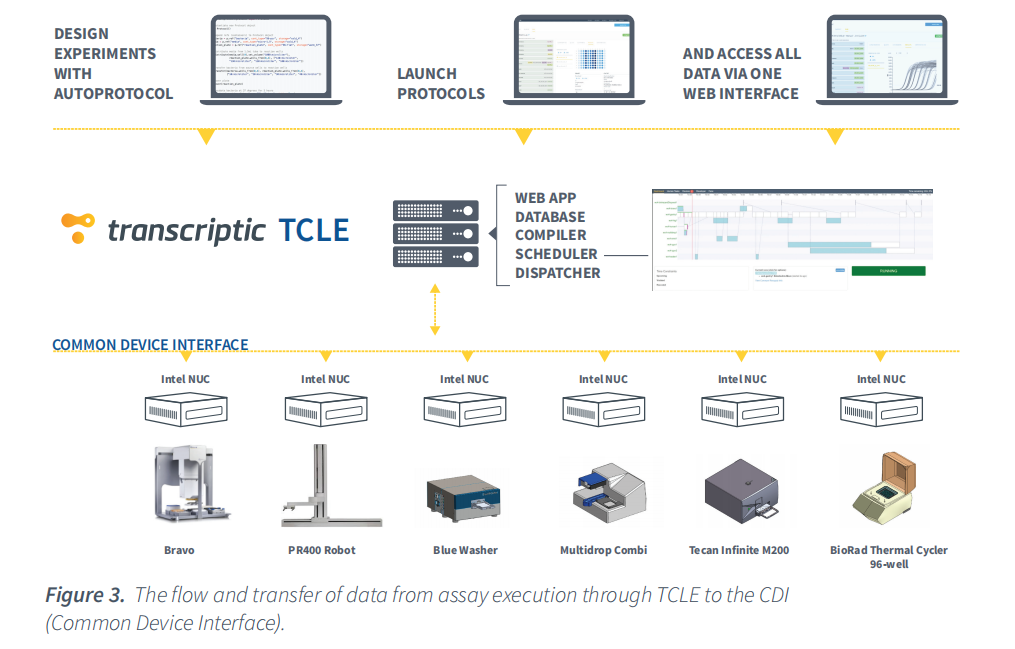 DESIGN
EXPERIMENTS
WITH
AUTOPROTOCOL
LAUNCH
PROTOCOLS
AND ACCESS ALL
DATA VIA ONE
WEB INTERFACE
transcriptic TCLE
WEB APP
DATABASE
COMPILER
SCHEDULER
DISPATCHER
RUNNING
COMMON DEVICE INTERFACE
Intel NUC
Intel NUC
Intel NUC
Intel NUC
Intel NUC
Intel NUC
Bravo
PR400 Robot
Blue Washer
Multidrop Combi
Tecan Infinite M200
BioRad Thermal Cycler
96-well
Figure 3. The flow and transfer of data from assay execution through TCLE to the CDI
(Common Device Interface).